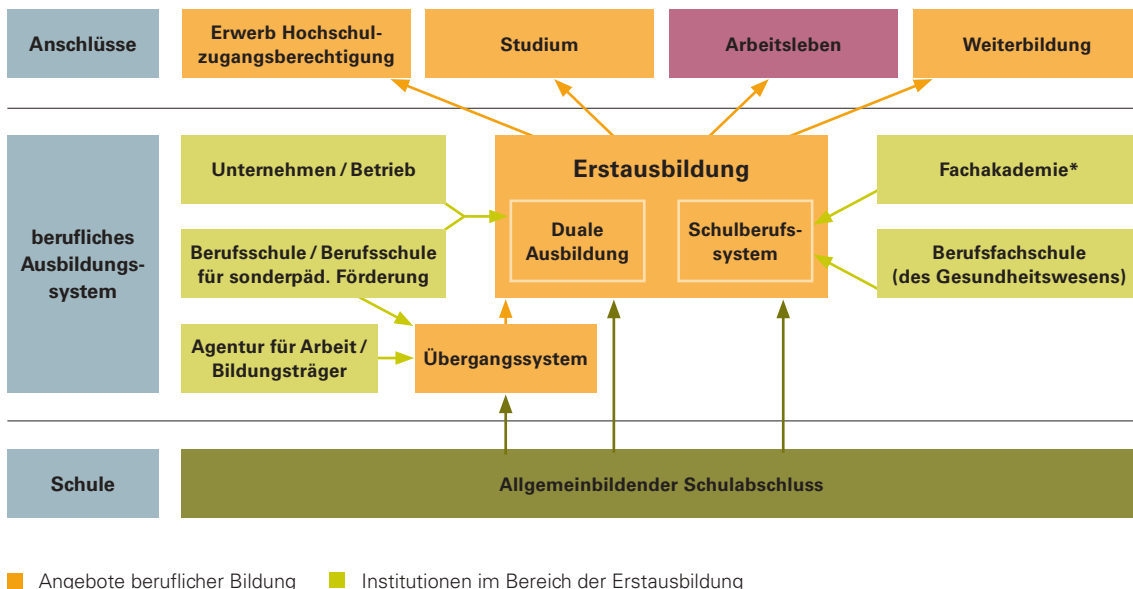 Anschlüsse
Erwerb Hochschul-
zugangsberechtigung
Studium
Arbeitsleben
Weiterbildung
berufliches
Ausbildungs-
system
Unternehmen / Betrieb
Berufsschule / Berufsschule
für sonderpäd. Förderung
Agentur für Arbeit /
Bildungsträger
Erstausbildung
Duale
Ausbildung
Schulberufs-
system
Übergangssystem
Fachakademie*
Berufsfachschule
(des Gesundheitswesens)
Schule
Allgemeinbildender Schulabschluss
Angebote beruflicher Bildung
Institutionen im Bereich der Erstausbildung